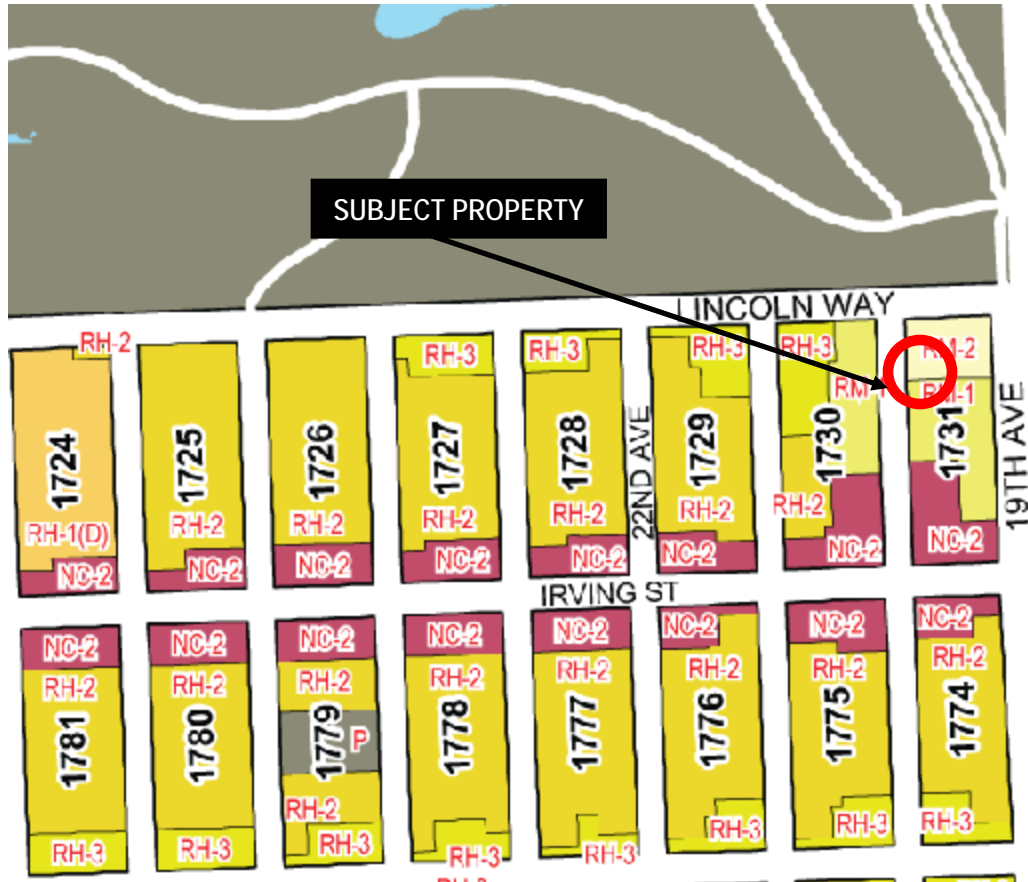 SUBJECT PROPERTY
LINCOLN WAY
RH-2
RH-3
RH-3
RH-3
RH-3
RM-2
RM-1
RM-1
1724
1725
1726
1727
1728
1729
1730
1731
22ND AVE
19TH AVE
RH-1(D)
RH-2
RH-2
RH-2
RH-2
RH-2
RH-2
NC-2
NC-2
NC-2
NC-2
NC-2
NC-2
NC-2
NC-2
IRVING ST
NC-2
NC-2
NC-2
NC-2
NC-2
NC-2
NC-2
NC-2
RH-2
RH-2
RH-2
RH-2
RH-2
RH-2
RH-2
RH-2
1781
1780
1779
P
1778
1777
1776
1775
1774
RH-2
RH-3
RH-3
RH-3
RH-3
RH-3
RH-3
RH-3
RH-3